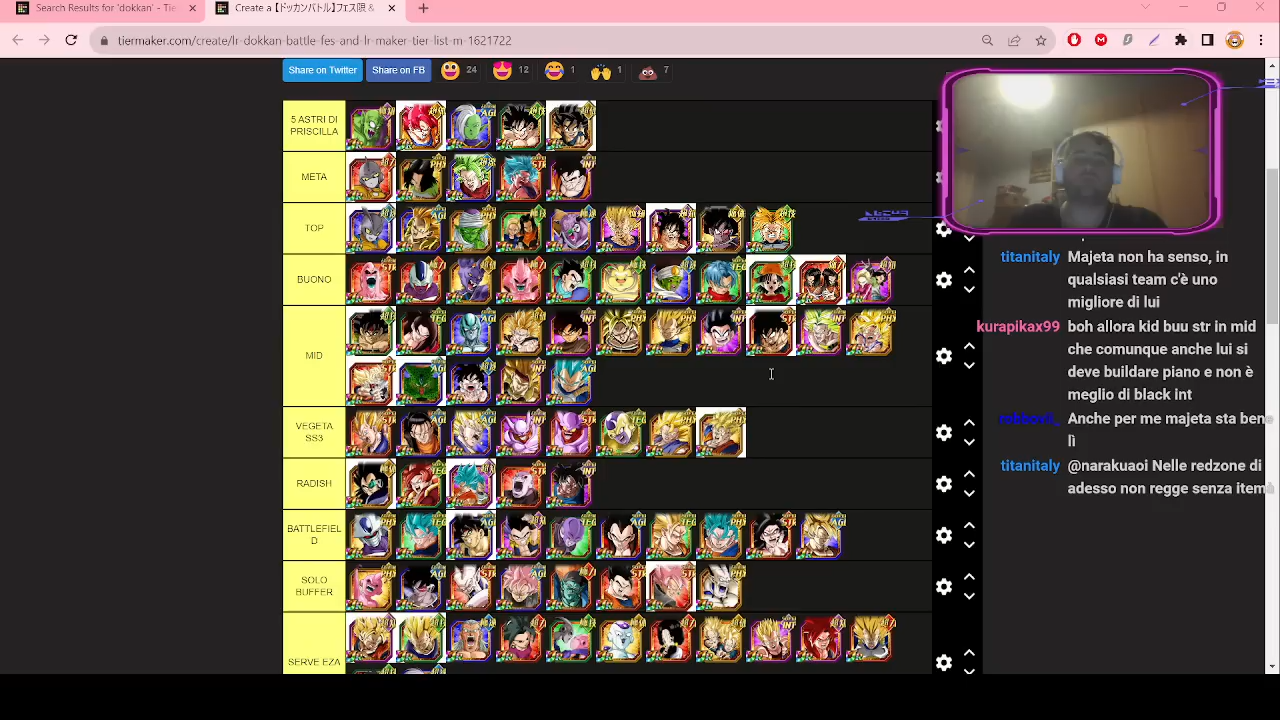 Search Results for 'dokkan' - Tie
Create a 【ドッカンバトル】フェス限 &
tiermaker.com/create/lr-dokkan-battle-fes-and-lr-maker-tier-list-m-1621722
Share on Twitter
Share on FB
24
12
1
1
7
5 ASTRI DI
PRISCILLA
META
TOP
BUONO
MID
VEGETA
SS3
RADISH
BATTLEFIEL
D
SOLO
BUFFER
SERVE EZA
titanitaly Majeta non ha senso, in
qualsiasi team c'è uno
migliore di lui
kurapikax99 boh allora kid buu str in mid
che comunque anche lui si
deve buildare piano e non è
meglio di black int
Anche per me majeta sta bene
lì
titanitaly @narakuaoi Nelle redzone di
adesso non regge senza item